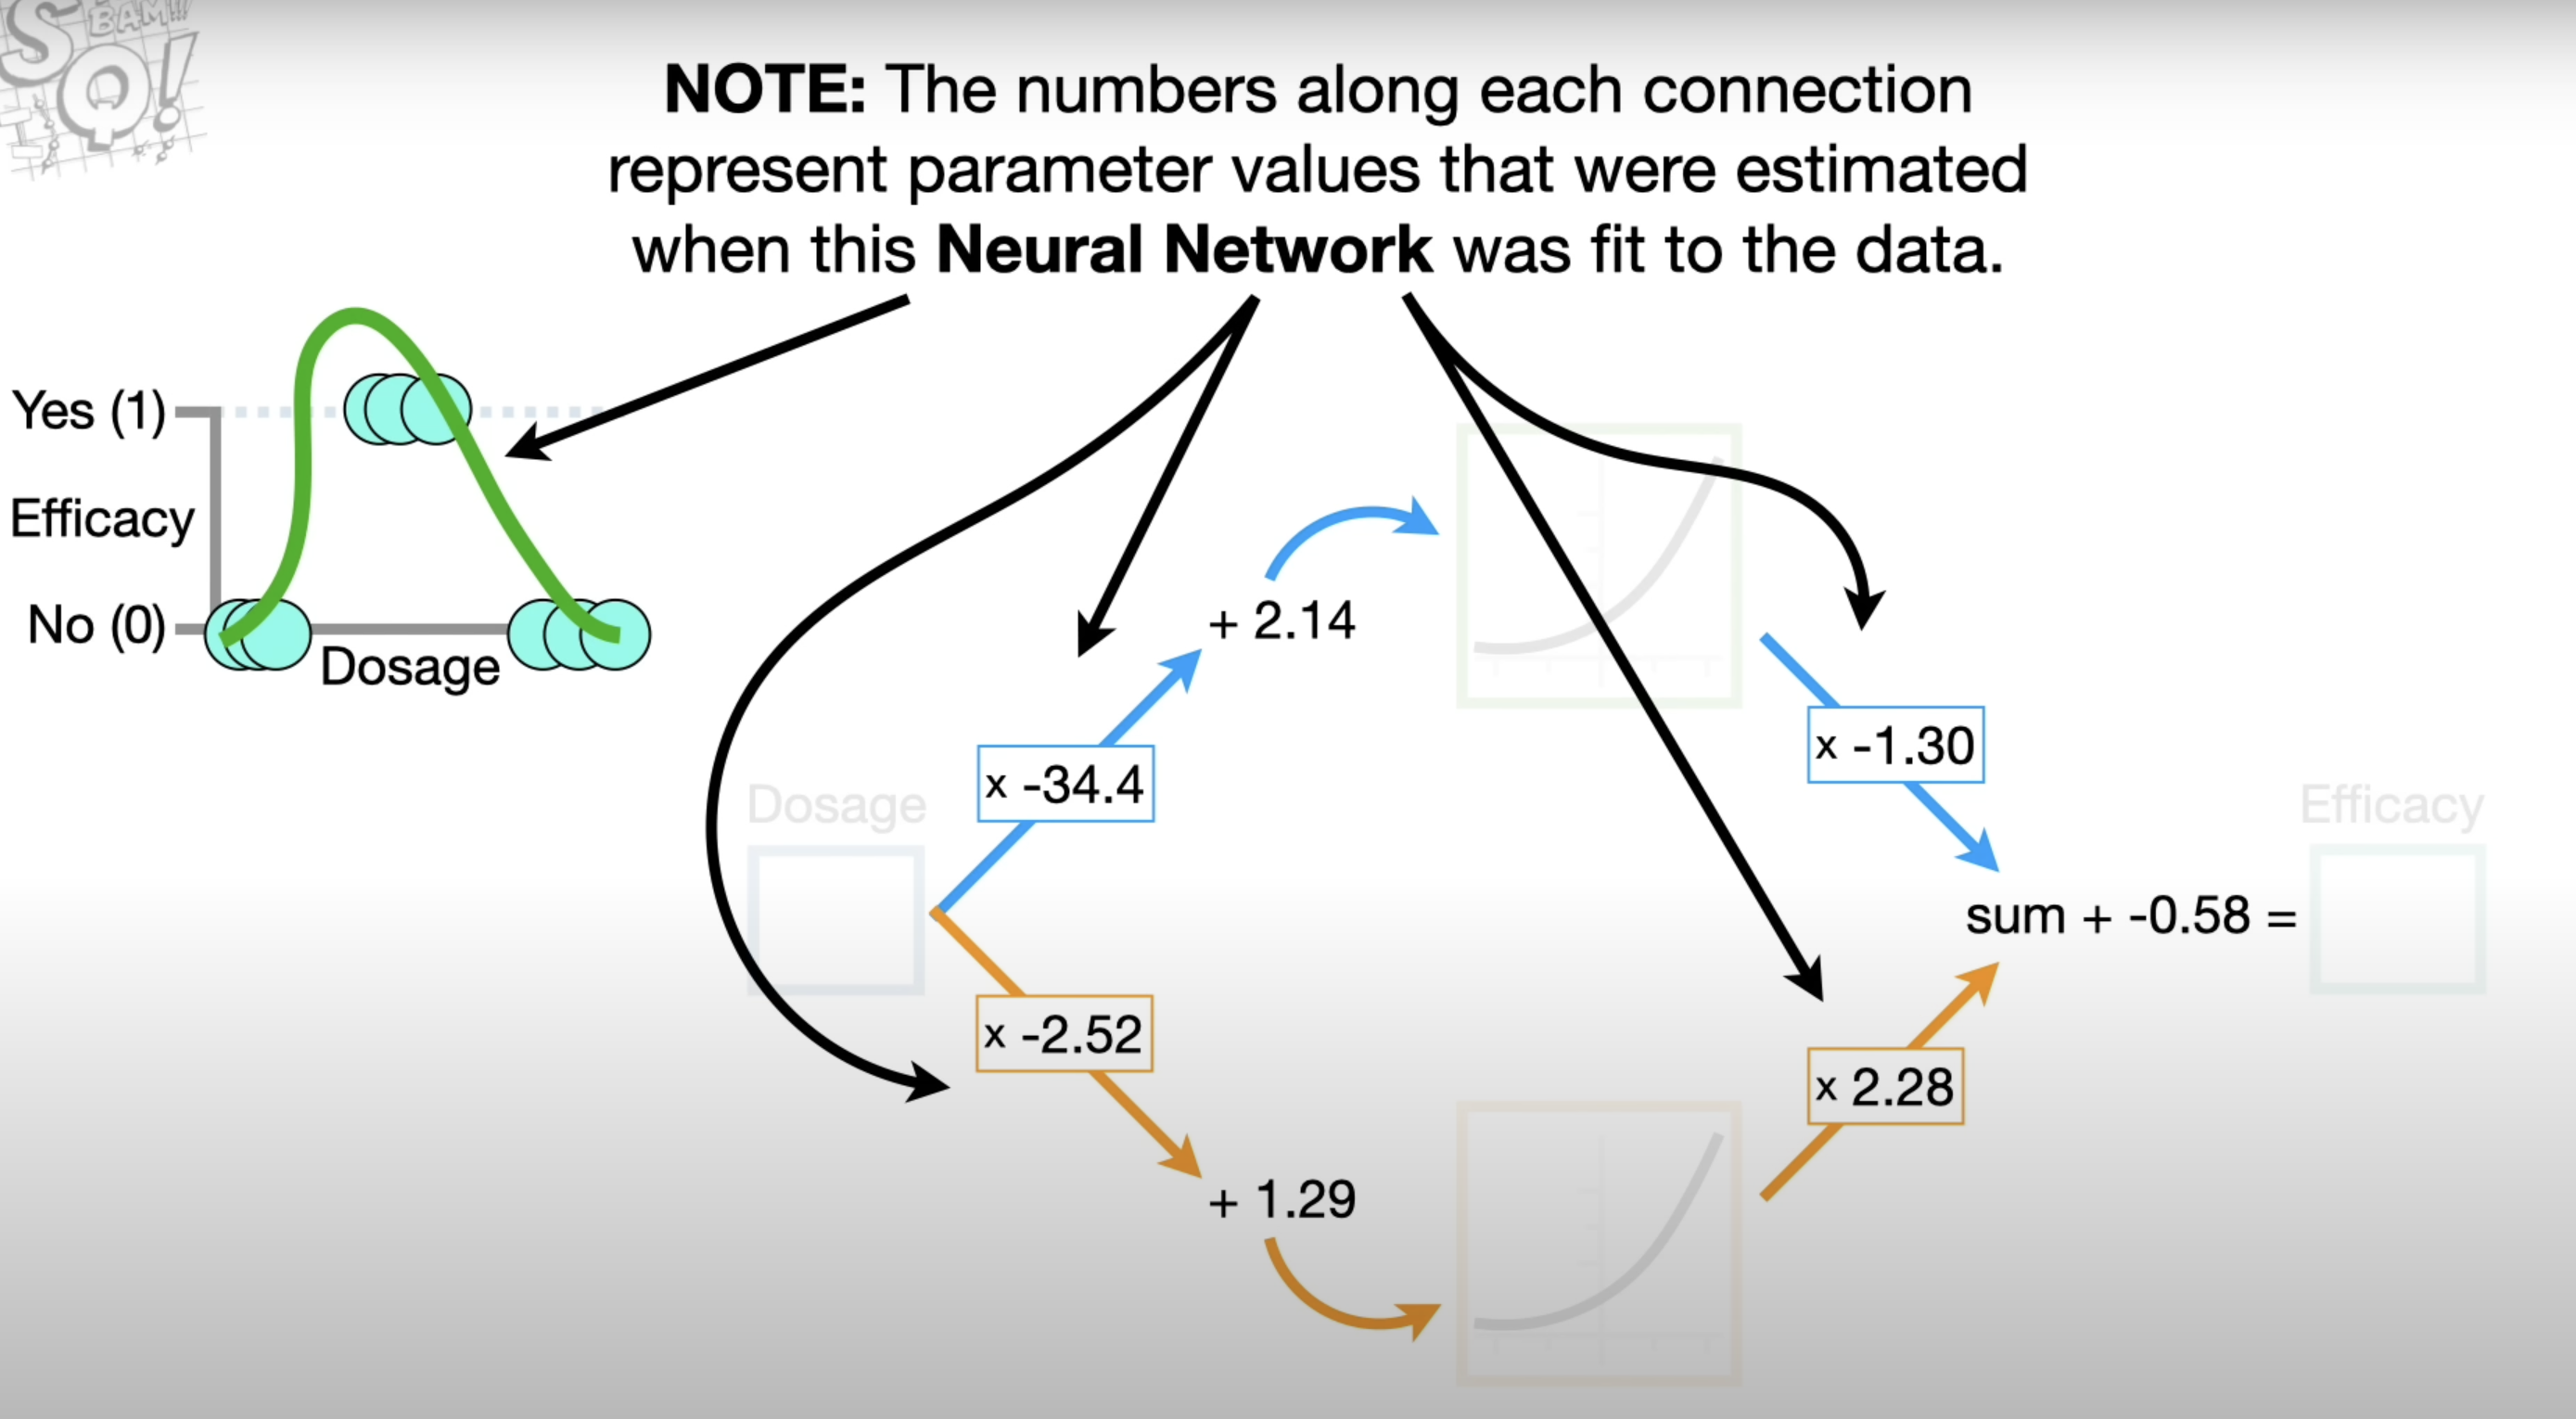 S
BAM!!!
Q!
NOTE: The numbers along each connection
represent parameter values that were estimated
when this Neural Network was fit to the data.
Yes (1)
Efficacy
No (0)
Dosage
+ 2.14
x -34.4
x -1.30
Dosage
Efficacy
sum + -0.58 =
x -2.52
x 2.28
+ 1.29